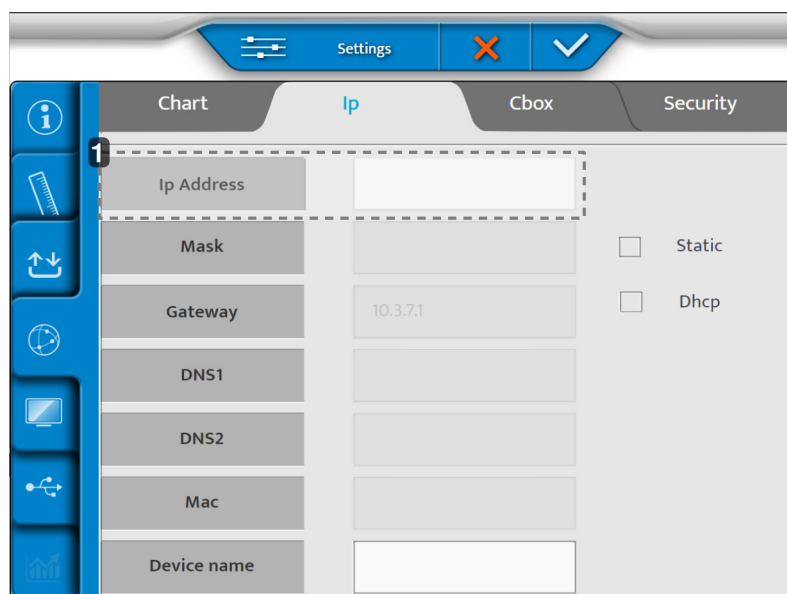 Settings
Chart Ip Cbox Security
1
Ip Address
Mask Static
Gateway 10.3.7.1 Dhcp
DNS1
DNS2
Mac
Device name